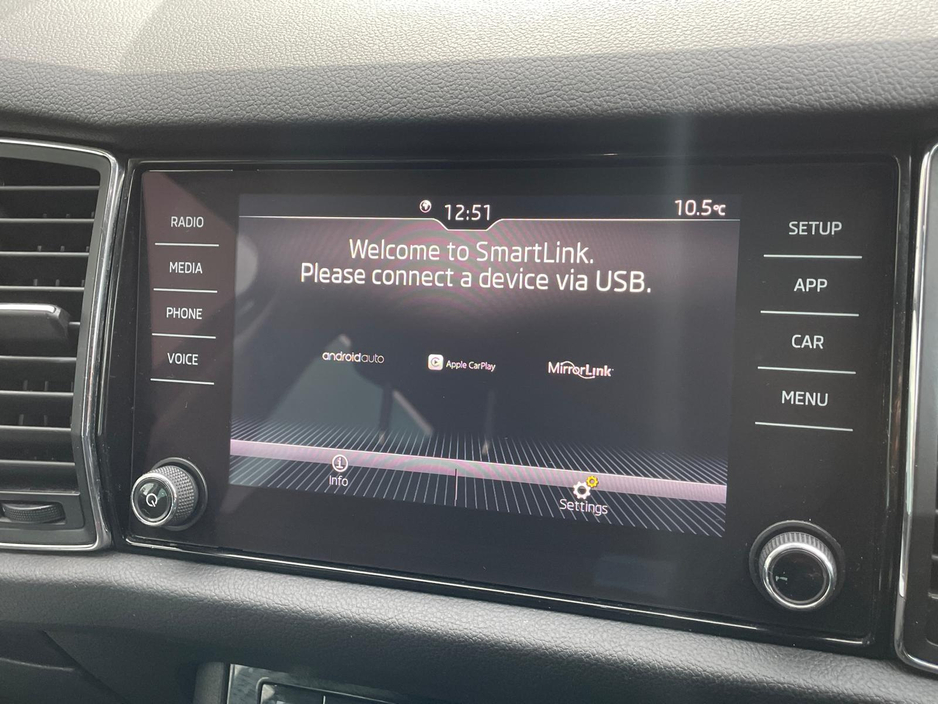 12:51
10.5°C
Welcome to SmartLink.
Please connect a device via USB.
androidauto
Apple CarPlay
MirrorLink
Info
Settings
RADIO
MEDIA
PHONE
VOICE
SETUP
APP
CAR
MENU